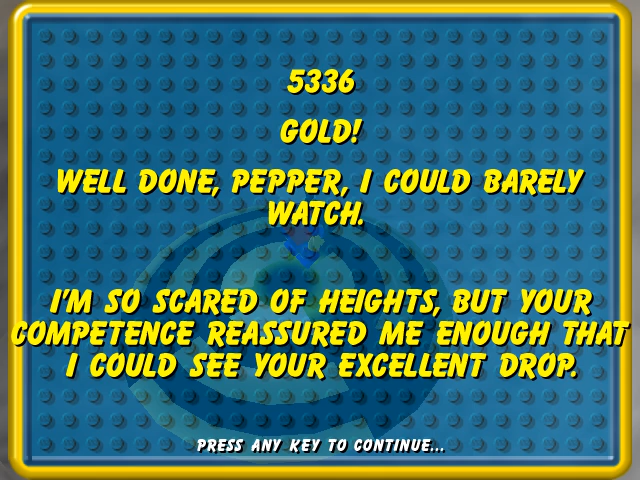 5336
GOLD!
WELL DONE, PEPPER, I COULD BARELY
WATCH.
I'M SO SCARED OF HEIGHTS, BUT YOUR
COMPETENCE REASSURED ME ENOUGH THAT
I COULD SEE YOUR EXCELLENT DROP.
PRESS ANY KEY TO CONTINUE...